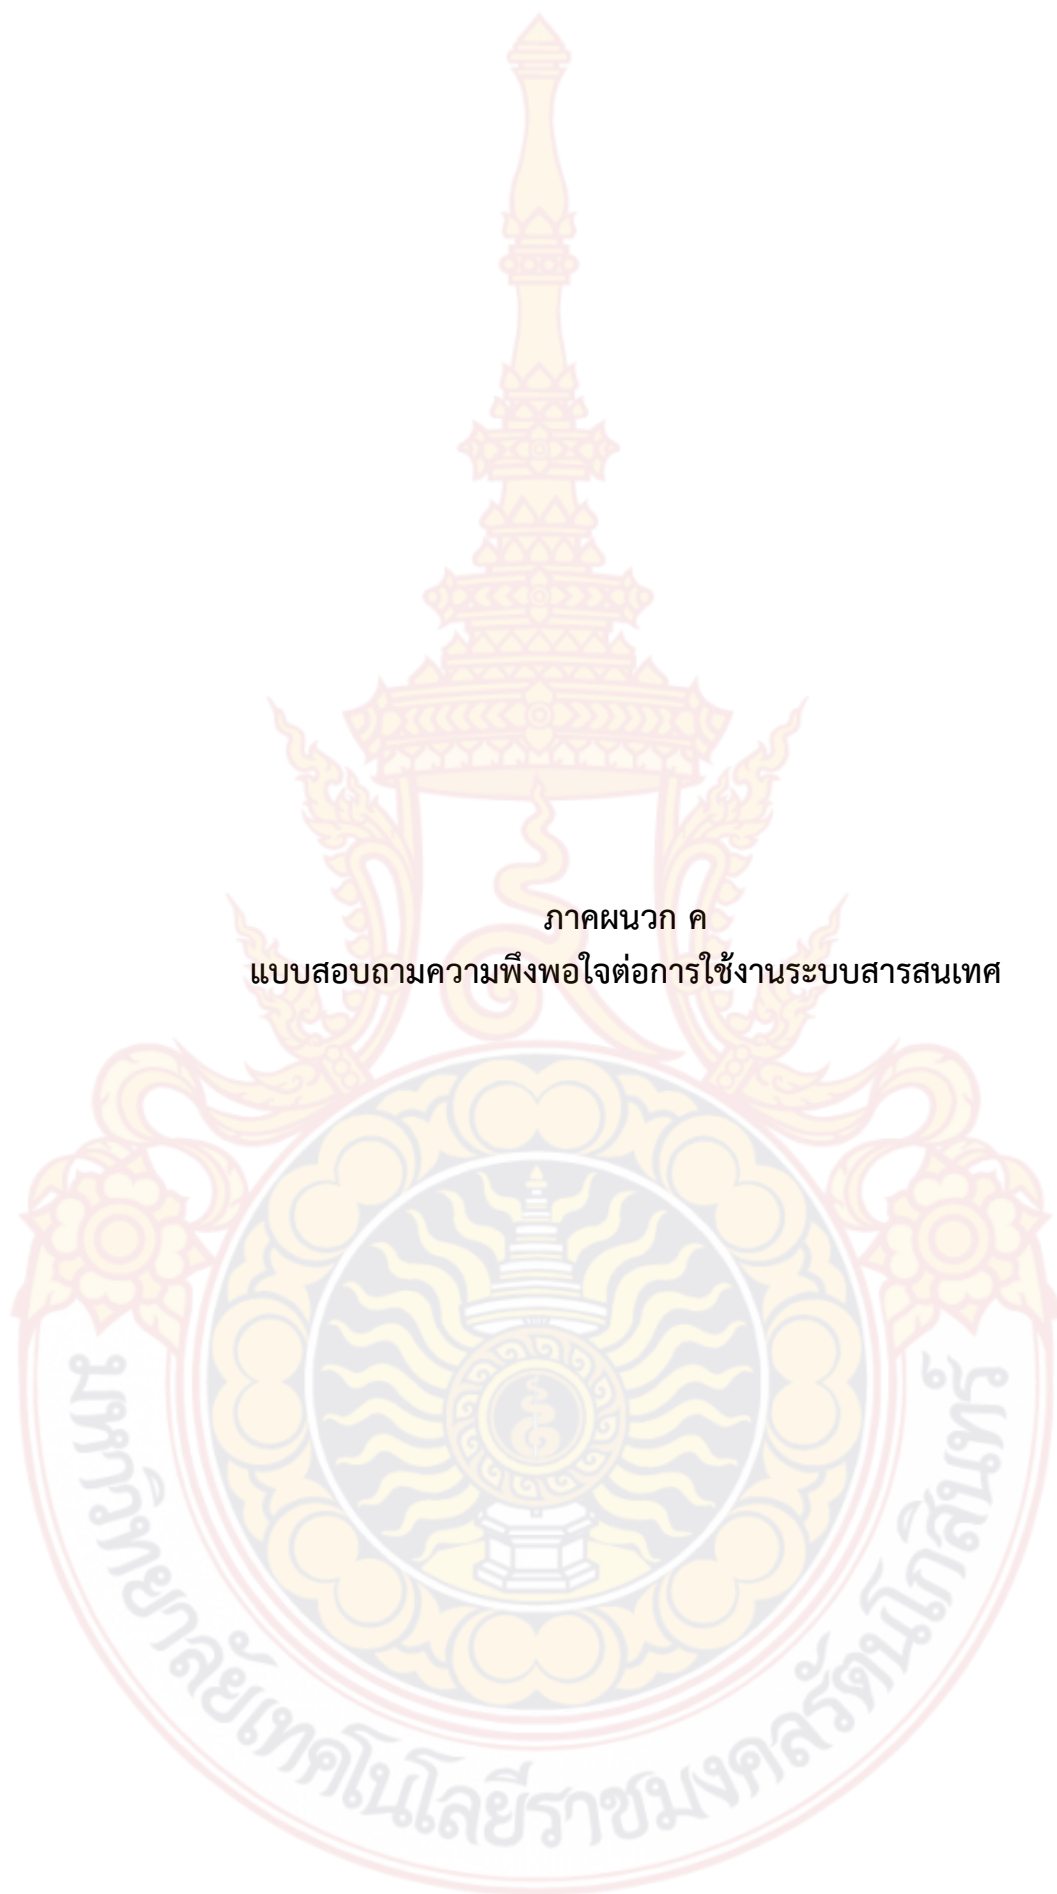 ภาคผนวก ค
แบบสอบถามความพึงพอใจต่อการใช้งานระบบสารสนเทศ
มหาวิทยาลัยเทคโนโลยีราชมงคลรัตนโกสินทร์